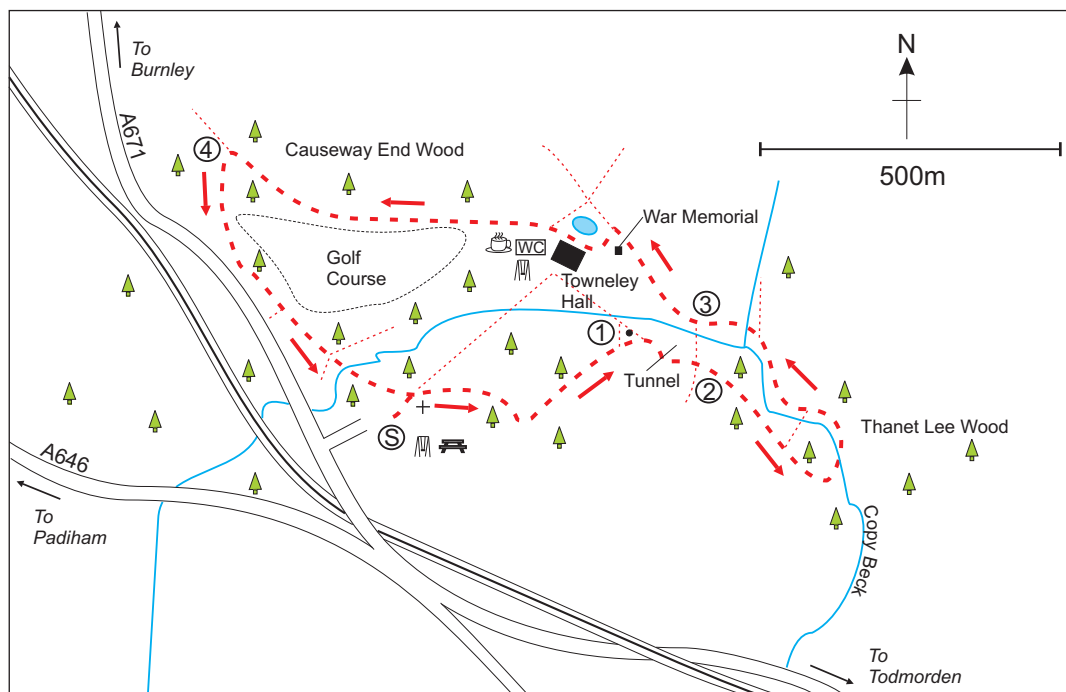 To
Burnley
A671
N
500m
4
Causeway End Wood
War Memorial
WC
Golf
Course
Towneley
Hall
3
1
Tunnel
2
S
Thanet Lee Wood
A646
To
Padiham
Copy Beck
To
Todmorden